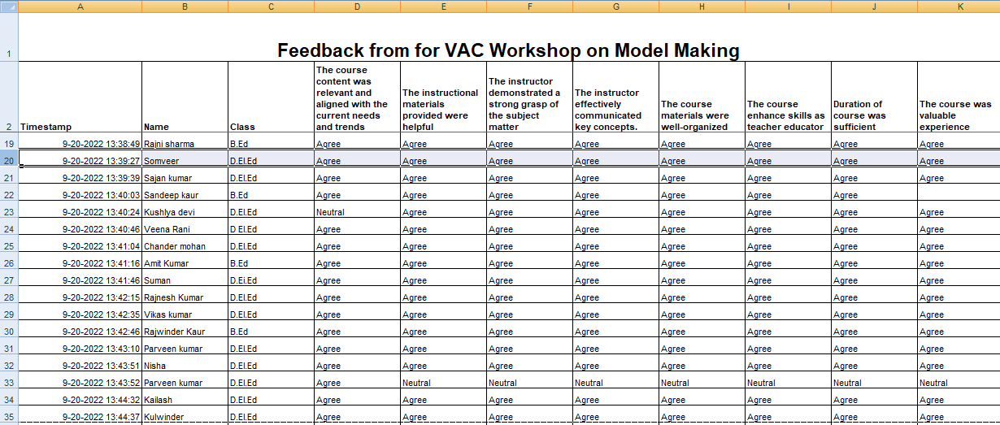 A B C D E F G H I J K
1 Feedback from for VAC Workshop on Model Making
2 Timestamp Name Class The course content was relevant and aligned with the current needs and trends The instructional materials provided were helpful The instructor demonstrated a strong grasp of the subject matter The instructor effectively communicated key concepts. The course materials were well-organized The course enhance skills as teacher educator Duration of course was sufficient The course was valuable experience
19 9-20-2022 13:38:49 Rajni sharma B.Ed Agree Agree Agree Agree Agree Agree Agree Agree
20 9-20-2022 13:39:27 Somveer D.El.Ed Agree Agree Agree Agree Agree Agree Agree Agree
21 9-20-2022 13:39:39 Sajan kumar D.El.Ed Agree Agree Agree Agree Agree Agree Agree Agree
22 9-20-2022 13:40:03 Sandeep kaur B.Ed Agree Agree Agree Agree Agree Agree Agree
23 9-20-2022 13:40:24 Kushlya devi D.El.Ed Neutral Agree Agree Agree Agree Agree Agree Agree
24 9-20-2022 13:40:46 Veena Rani D El.Ed Agree Agree Agree Agree Agree Agree Agree Agree
25 9-20-2022 13:41:04 Chander mohan D.El.Ed Agree Agree Agree Agree Agree Agree Agree Agree
26 9-20-2022 13:41:16 Amit Kumar B.Ed Agree Agree Agree Agree Agree Agree Agree Agree
27 9-20-2022 13:41:46 Suman D.Ei.Ed Agree Agree Agree Agree Agree Agree Agree Agree
28 9-20-2022 13:42:15 Rajnesh Kumar D.El.Ed Agree Agree Agree Agree Agree Agree Agree Agree
29 9-20-2022 13:42:35 Vikas kumar D.El.Ed Agree Agree Agree Agree Agree Agree Agree Agree
30 9-20-2022 13:42:46 Rajwinder Kaur B.Ed Agree Agree Agree Agree Agree Agree Agree Agree
31 9-20-2022 13:43:10 Parveen kumar D.El.Ed Agree Agree Agree Agree Agree Agree Agree Agree
32 9-20-2022 13:43:51 Nisha D.El.Ed Agree Agree Agree Agree Agree Agree Agree Agree
33 9-20-2022 13:43:52 Parveen kumar D.El.Ed Agree Neutral Neutral Neutral Neutral Neutral Neutral Neutral
34 9-20-2022 13:44:32 Kailash D.El.Ed Agree Agree Agree Agree Agree Agree Agree Agree
35 9-20-2022 13:44:37 Kulwinder D.El.Ed Agree Agree Agree Agree Agree Agree Agree Agree